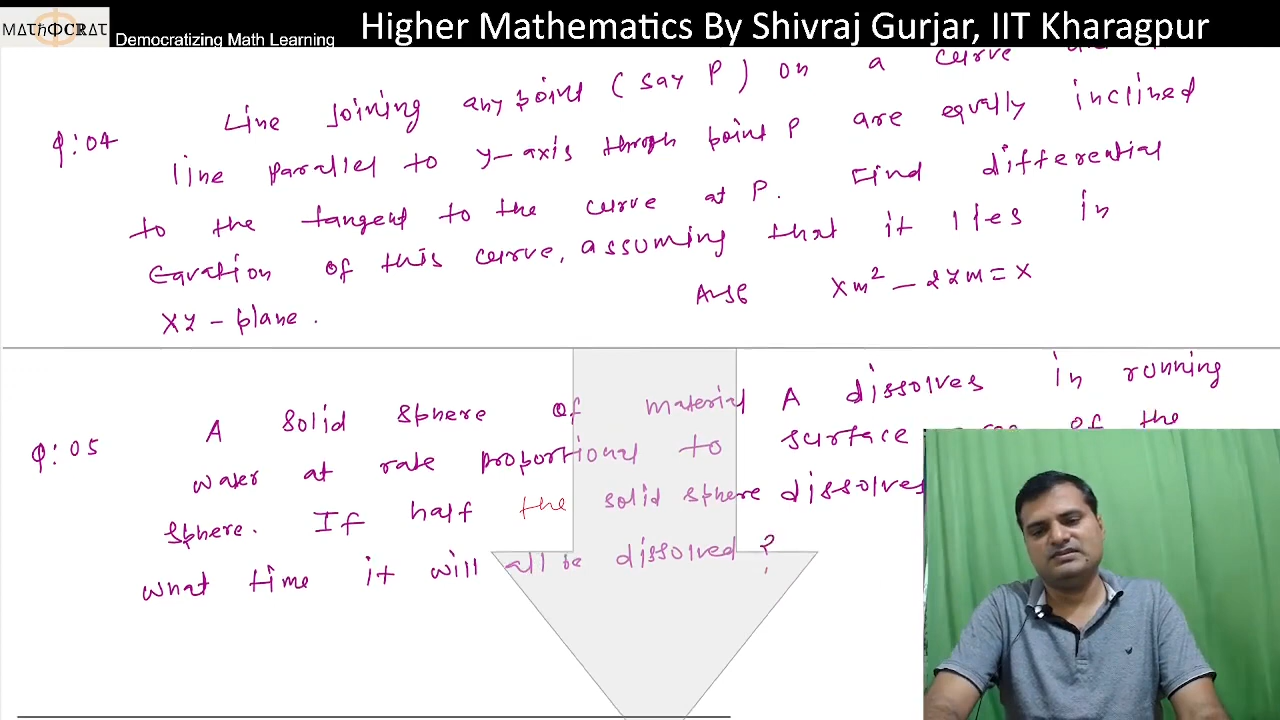 MATHOCRAT
Democratizing Math Learning
Higher Mathematics By Shivraj Gurjar, IIT Kharagpur
Q:04 Line joining any point (say P) on a curve
line parallel to y-axis through point P are equally inclined
to the tangent to the curve at P. Find differential
Equation of this curve, assuming that it lies in
XZ-plane.
Ans xm² - 2zm = x
Q:05 A solid sphere of material A dissolves in running
water at rate proportional to surface of the
sphere. If half the solid sphere dissolves
what time it will all be dissolved?